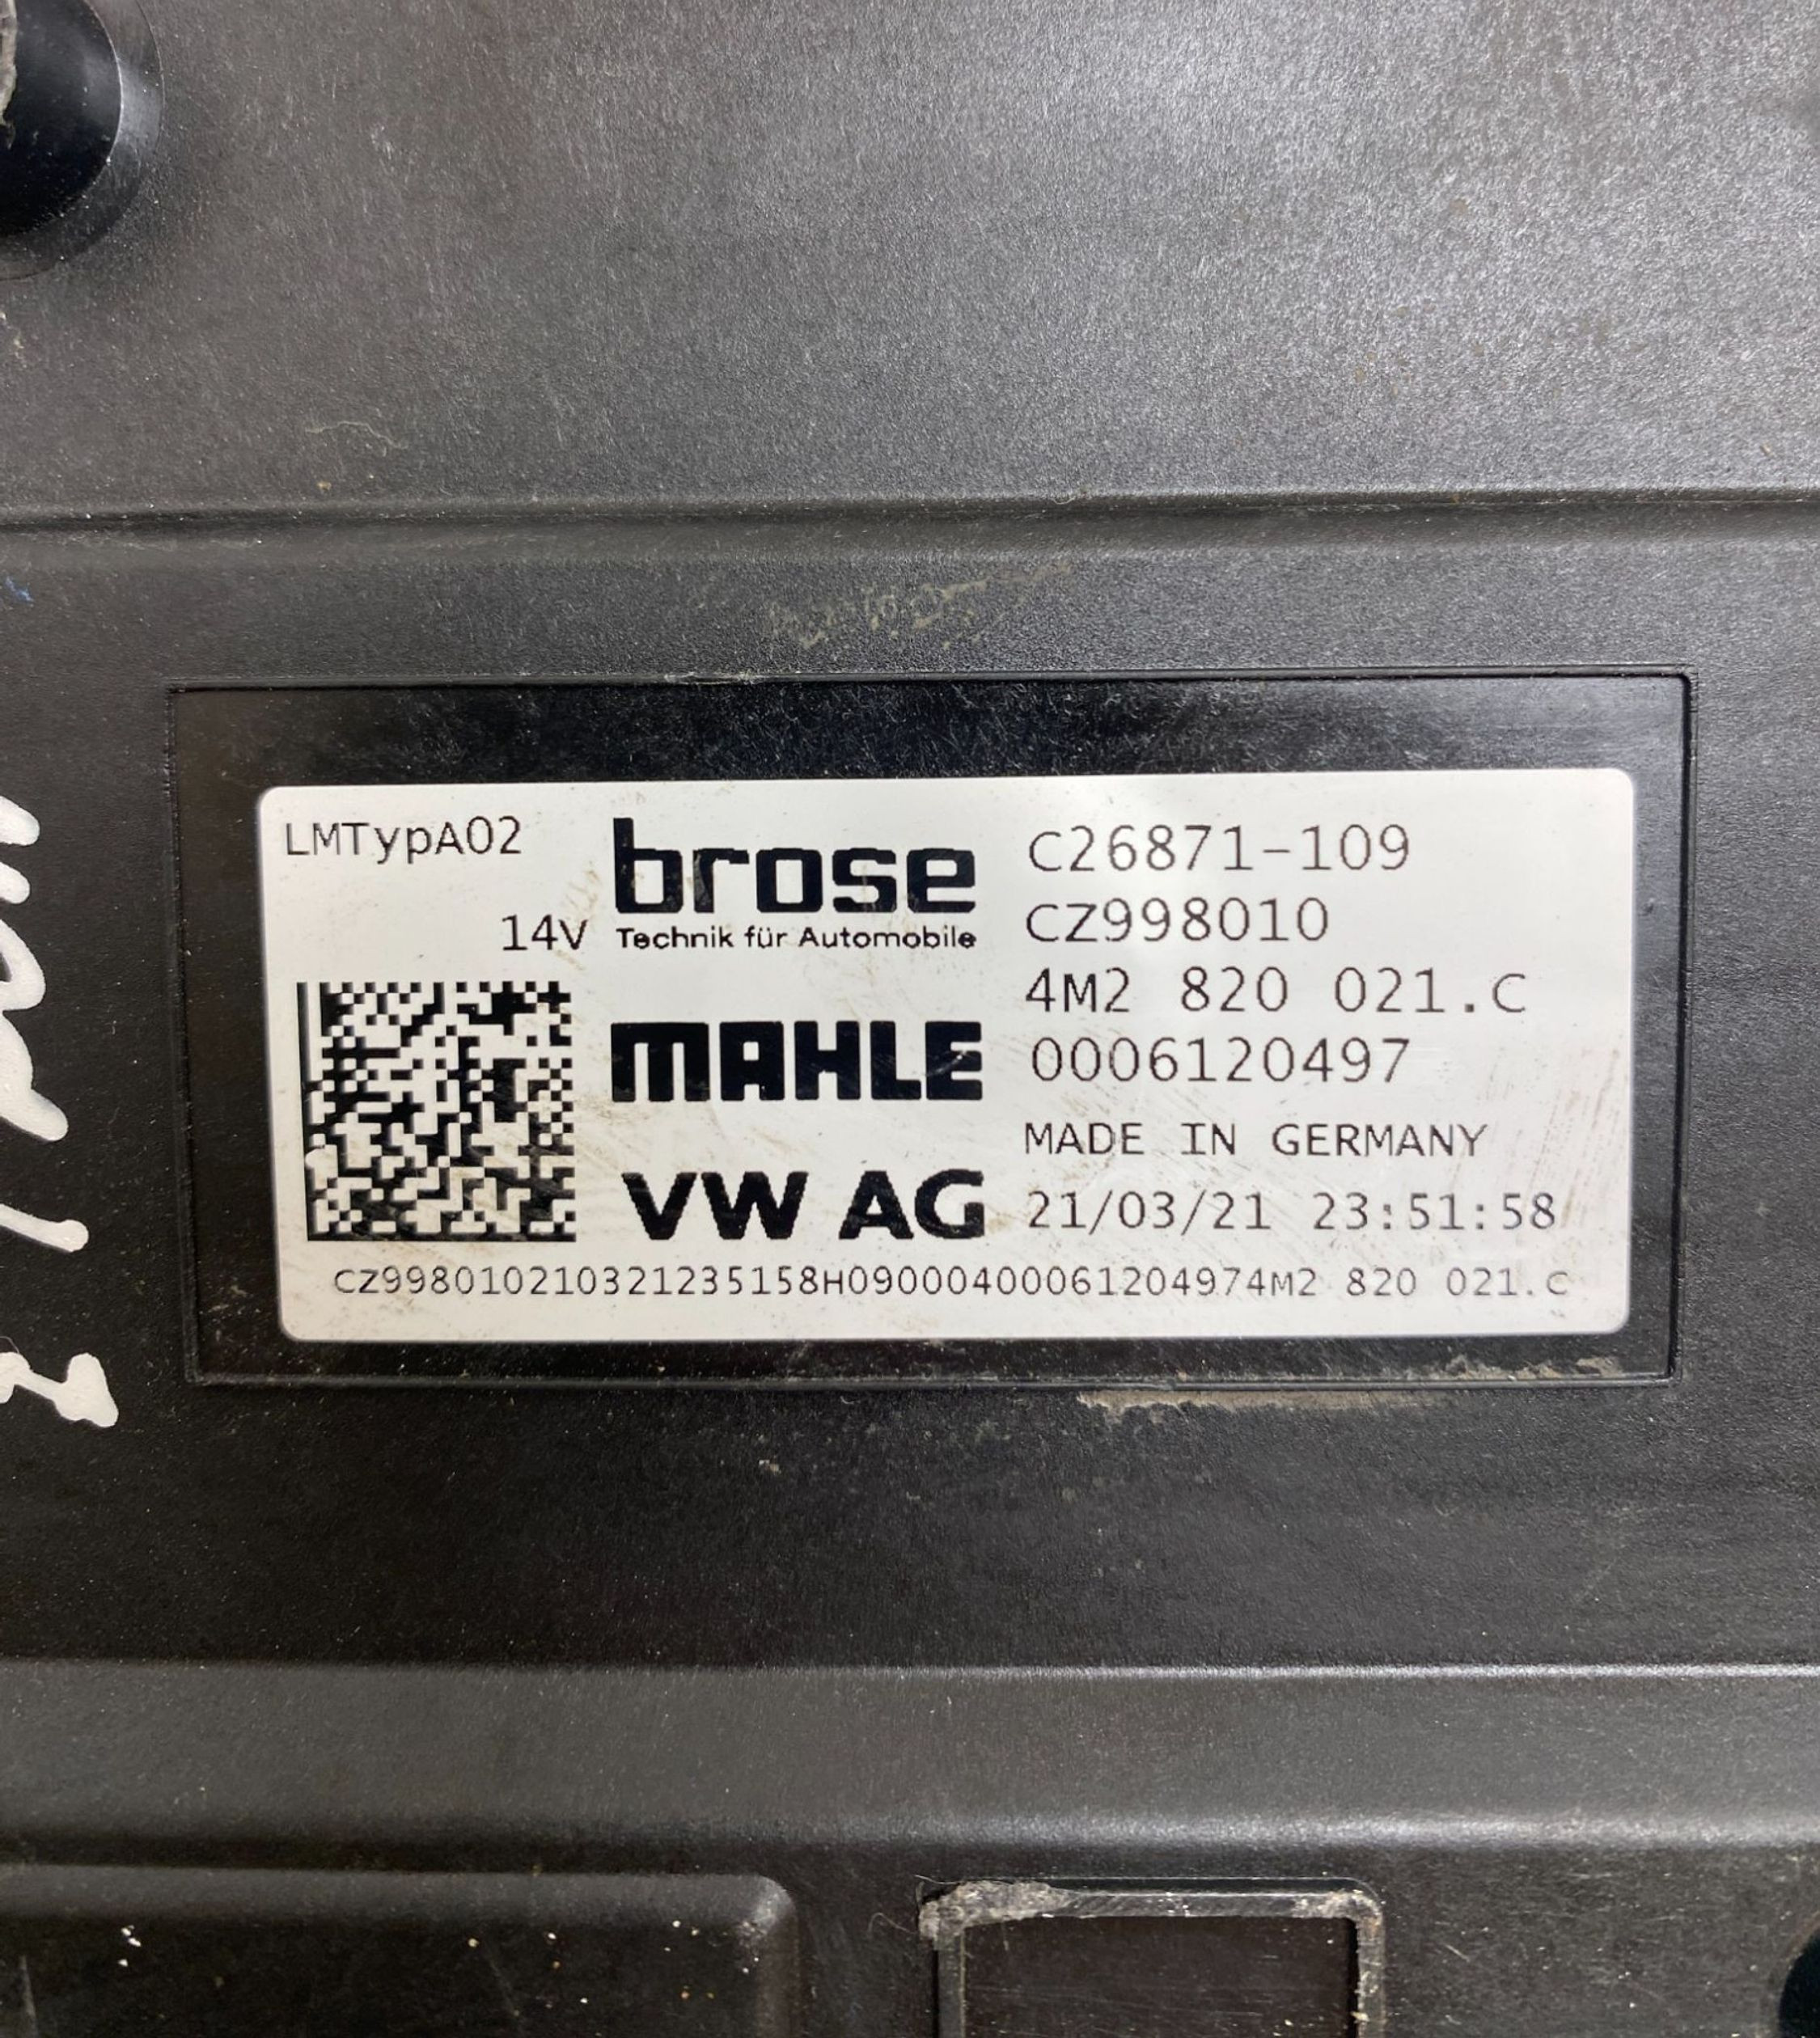 LMTypA02
14V
brose
Technik für Automobile
MAHLE
VW AG
C26871-109
CZ998010
4M2 820 021.C
0006120497
MADE IN GERMANY
21/03/21 23:51:58
CZ998010210321235158H09000400061204974M2 820 021.C